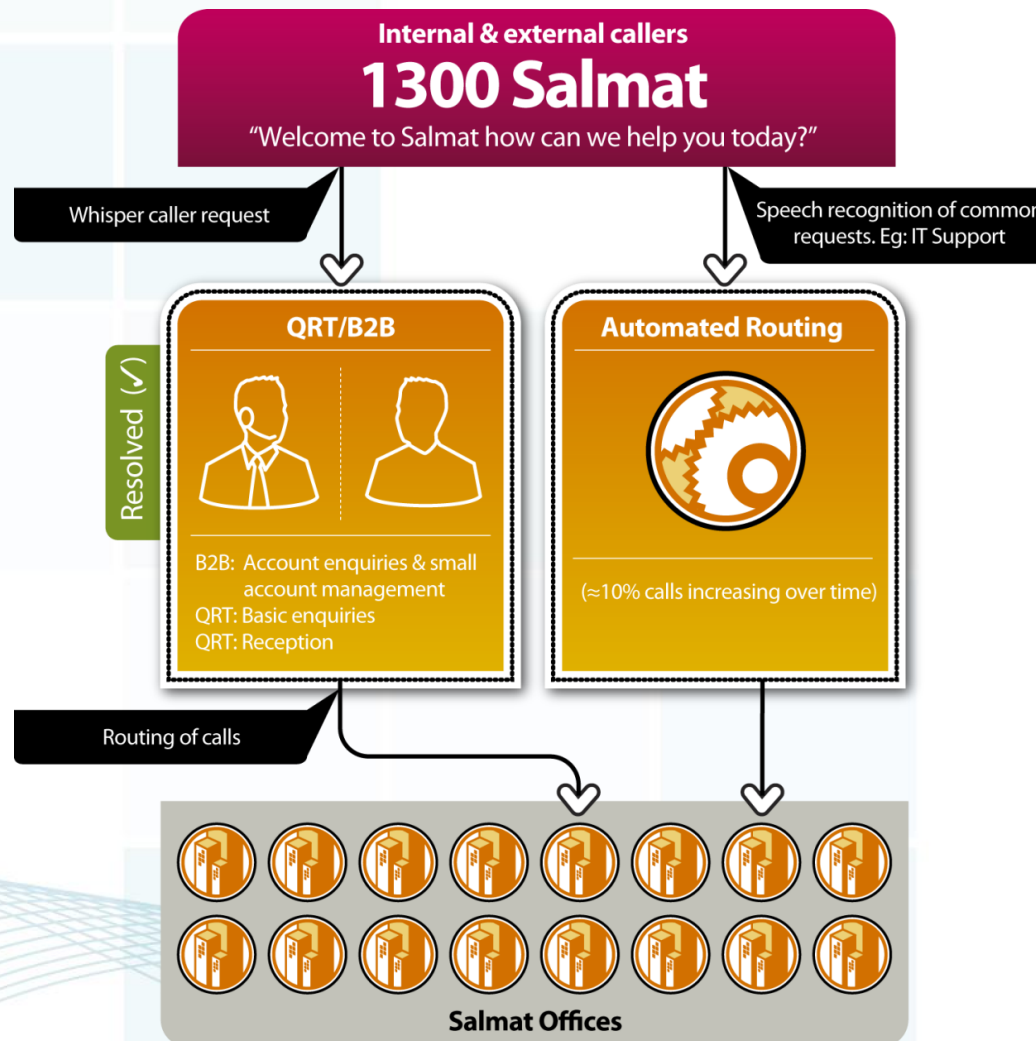 Internal & external callers
1300 Salmat
“Welcome to Salmat how can we help you today?”
Whisper caller request
Speech recognition of common
requests. Eg: IT Support
QRT/B2B
Automated Routing
Resolved (✓)
B2B: Account enquiries & small
account management
QRT: Basic enquiries
QRT: Reception
(≈10% calls increasing over time)
Routing of calls
Salmat Offices